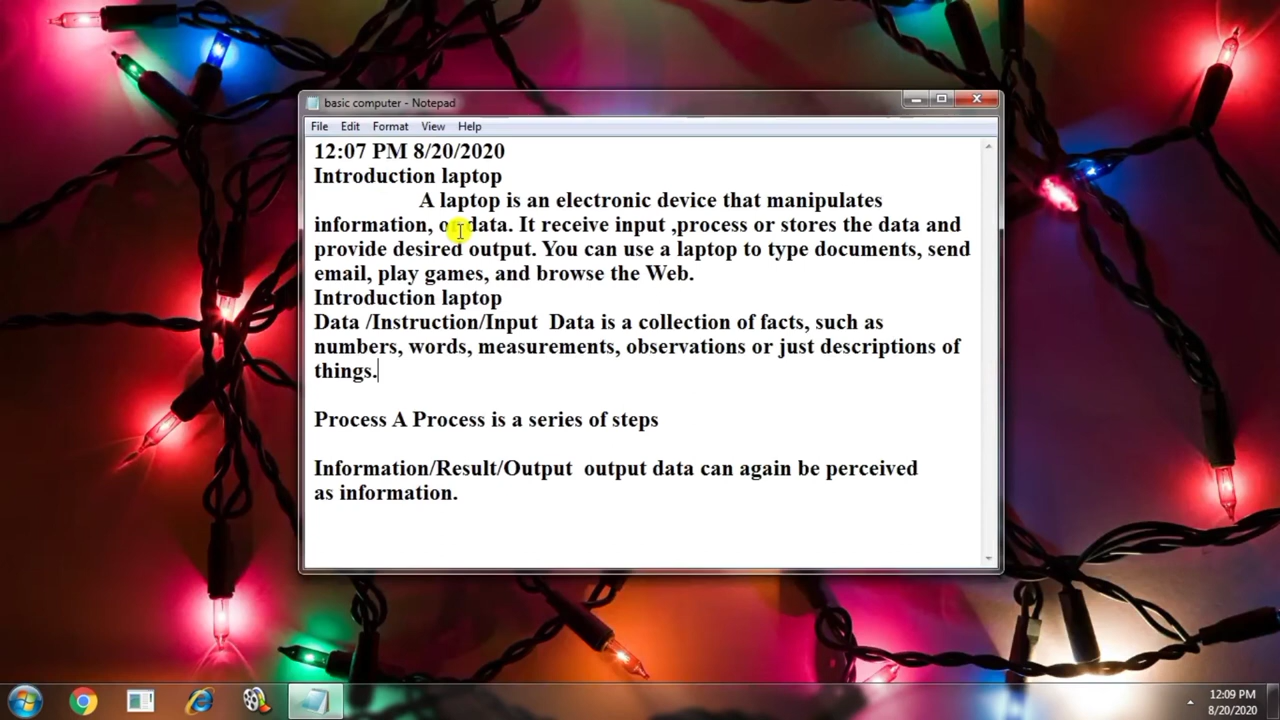 basic computer - Notepad
File Edit Format View Help
12:07 PM 8/20/2020
Introduction laptop
A laptop is an electronic device that manipulates
information, or data. It receive input ,process or stores the data and
provide desired output. You can use a laptop to type documents, send
email, play games, and browse the Web.
Introduction laptop
Data /Instruction/Input  Data is a collection of facts, such as
numbers, words, measurements, observations or just descriptions of
things.
Process A Process is a series of steps
Information/Result/Output  output data can again be perceived
as information.
12:09 PM
8/20/2020